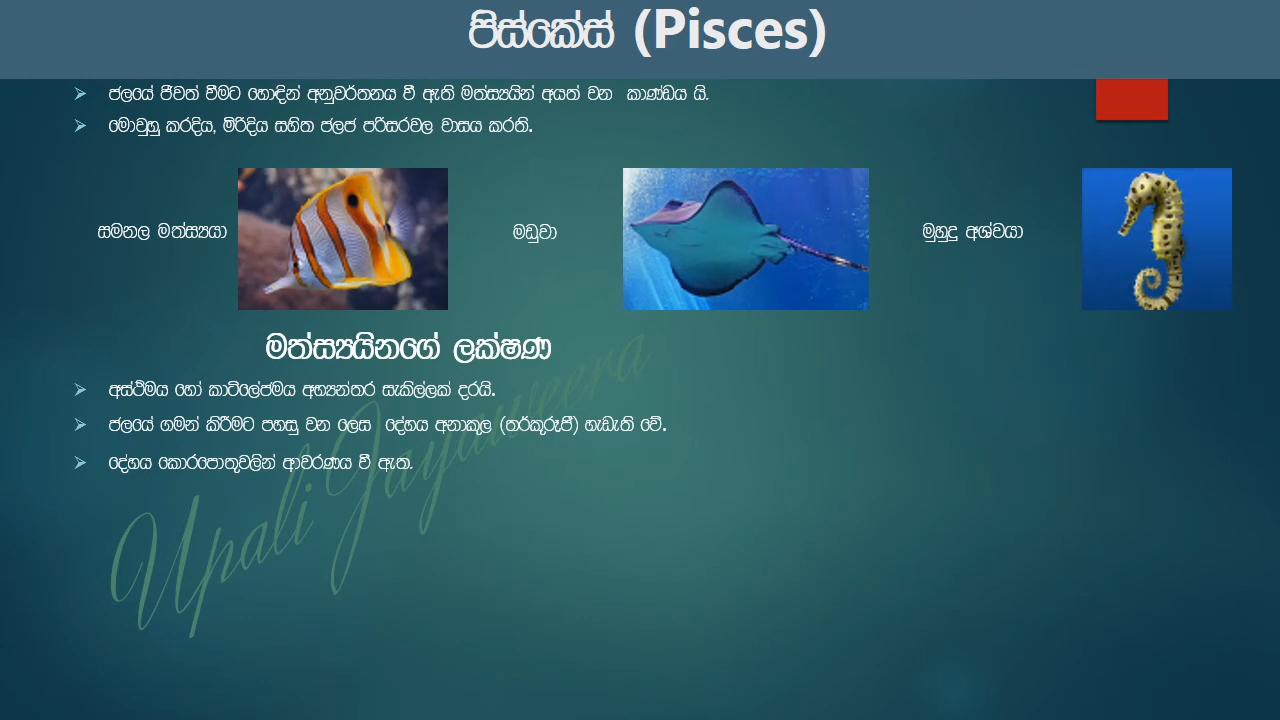 පිස්කේස් (Pisces)
ජලයේ ජීවත් වීමට හොඳින් අනුවර්තනය වී ඇති මත්ස්‍යයින් අයත් වන කාණ්ඩය යි.
මොවුහු කරදිය, මිරිදිය සහිත ජලජ පරිසරවල වාසය කරති.
සමනල මත්ස්‍යයා මඩුවා මුහුදු අශ්වයා
මත්ස්‍යයිනගේ ලක්ෂණ
අස්ථිමය හෝ කාටිලේජමය අභ්‍යන්තර සැකිල්ලක් දරයි.
ජලයේ ගමන් කිරීමට පහසු වන ලෙස දේහය අනාකුල (තර්කුරූපී) හැඩැති වේ.
දේහය කොරපොතුවලින් ආවරණය වී ඇත.
Upali Jayaweera